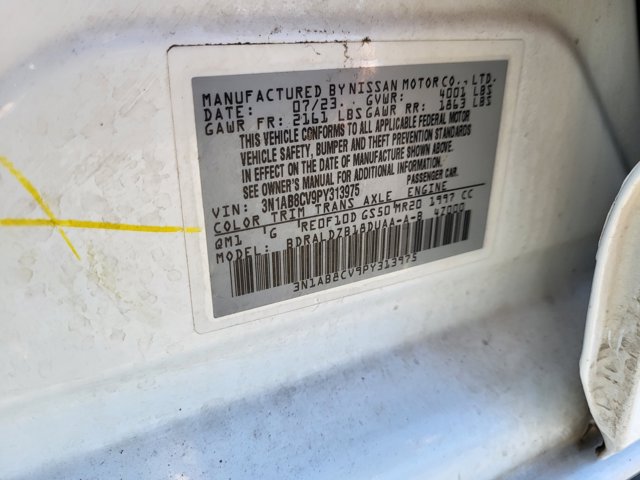 MANUFACTURED BY NISSAN MOTOR CO., LTD.
DATE: 07/23 GVWR: 4001 LBS
GAWR FR: 2161 LBS GAWR RR: 1863 LBS
THIS VEHICLE CONFORMS TO ALL APPLICABLE FEDERAL MOTOR
VEHICLE SAFETY, BUMPER AND THEFT PREVENTION STANDARDS
IN EFFECT ON THE DATE OF MANUFACTURE SHOWN ABOVE.
SEE OWNER'S MANUAL FOR ADDITIONAL INFORMATION.
VIN: 3N1AB8CV9PY313975 PASSENGER CAR.
COLOR TRIM TRANS AXLE ENGINE
QM1 G RE0F10D GS50 MR20 1997 CC
MODEL: BDRALDZB18DUAA-A-B 4Z000
3N1AB8CV9PY313975